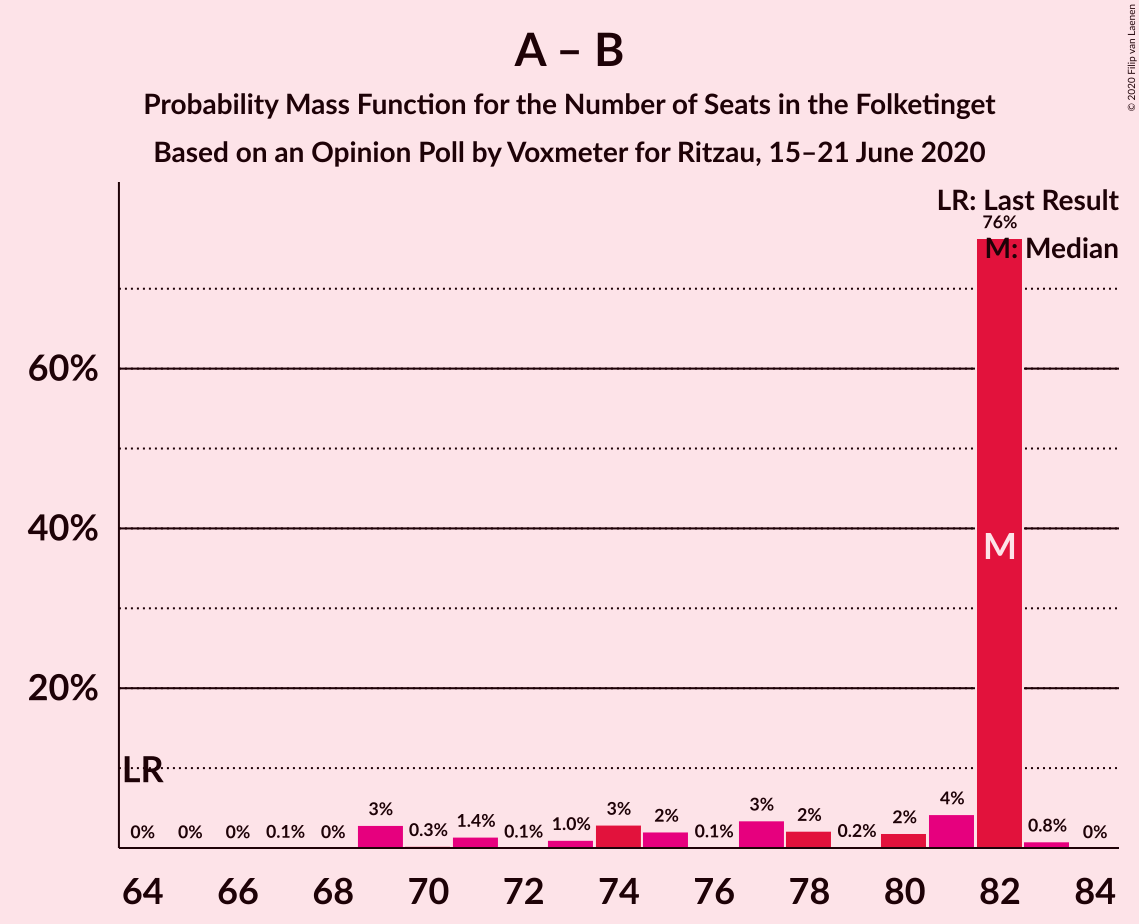 A – B
Probability Mass Function for the Number of Seats in the Folketinget
Based on an Opinion Poll by Voxmeter for Ritzau, 15–21 June 2020
© 2020 Filip van Laenen
LR: Last Result
76%
M: Median
60%
40%
M
20%
LR
0% 0% 0% 0.1% 0% 3% 0.3% 1.4% 0.1% 1.0% 3% 2% 0.1% 3% 2% 0.2% 2% 4% 0.8% 0%
64 66 68 70 72 74 76 78 80 82 84